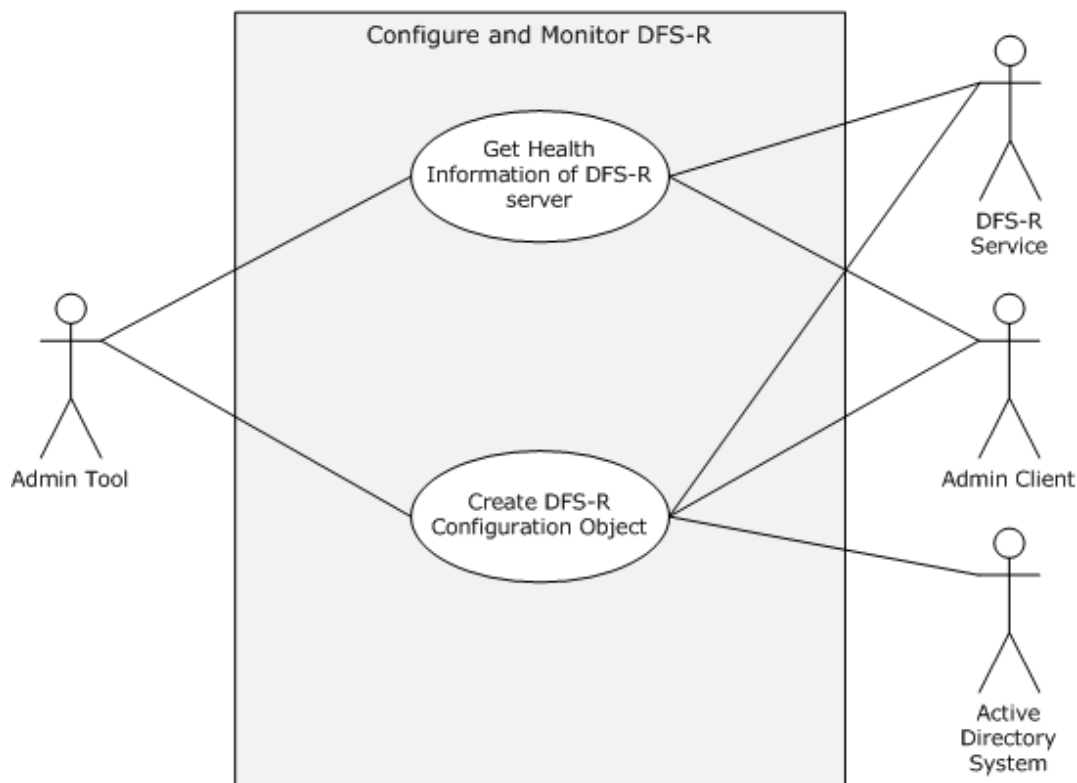 Configure and Monitor DFS-R
Get Health
Information of DFS-R
server
DFS-R
Service
Admin Tool
Admin Client
Create DFS-R
Configuration Object
Active
Directory
System